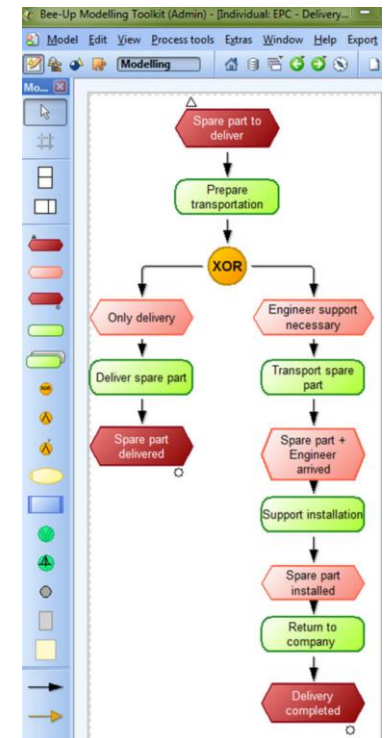 Bee-Up Modelling Toolkit (Admin) - [Individual: EPC - Delivery...
Model Edit View Process tools Extras Window Help Export
Modelling
Mo...
Spare part to
deliver
Prepare
transportation
XOR
Only delivery
Engineer support
necessary
Deliver spare part
Transport spare
part
Spare part
delivered
Spare part +
Engineer
arrived
Support installation
Spare part
installed
Return to
company
Delivery
completed